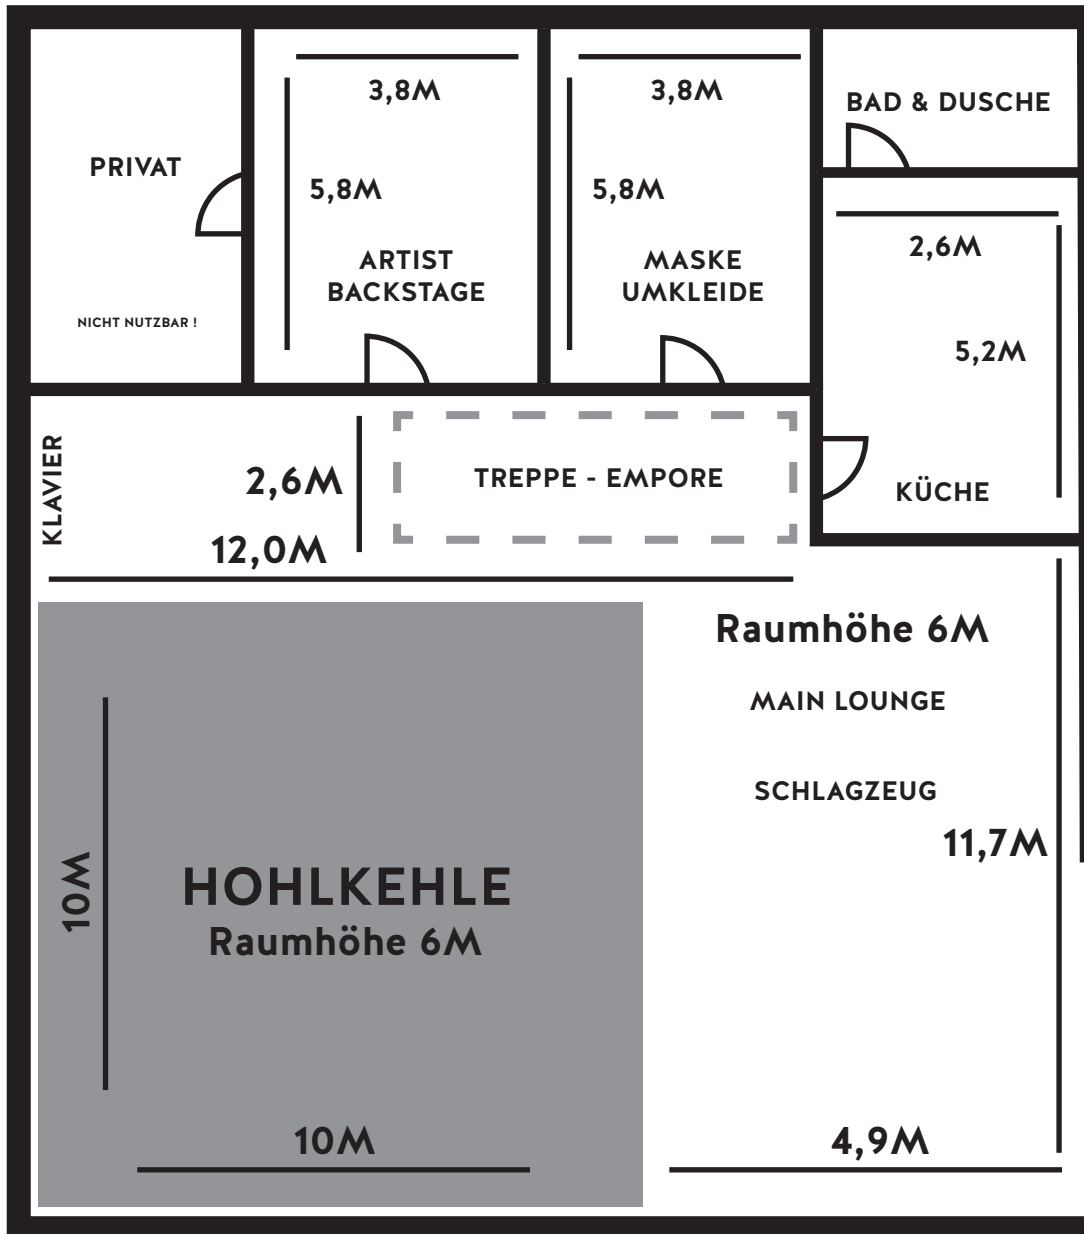 3,8M
3,8M
BAD & DUSCHE
PRIVAT
5,8M
5,8M
2,6M
ARTIST
BACKSTAGE
MASKE
UMKLEIDE
NICHT NUTZBAR !
5,2M
KLAVIER
2,6M
TREPPE - EMPORE
KÜCHE
12,0M
Raumhöhe 6M
MAIN LOUNGE
SCHLAGZEUG
11,7M
10M
HOHLKEHLE
Raumhöhe 6M
10M
4,9M